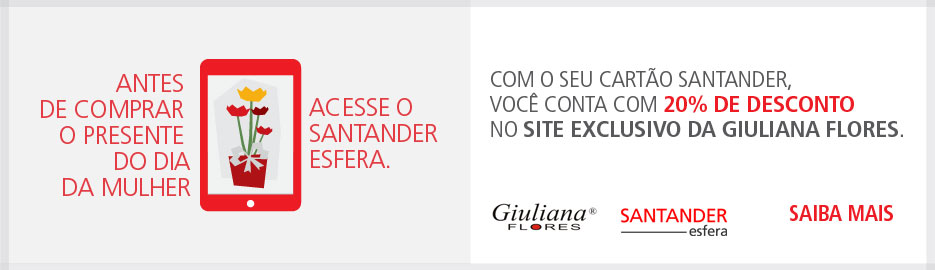 ANTES
DE COMPRAR
O PRESENTE
DO DIA
DA MULHER
ACESSE O
SANTANDER
ESFERA.
COM O SEU CARTÃO SANTANDER,
VOCÊ CONTA COM 20% DE DESCONTO
NO SITE EXCLUSIVO DA GIULIANA FLORES.
Giuliana®
FLORES
SANTANDER
esfera
SAIBA MAIS